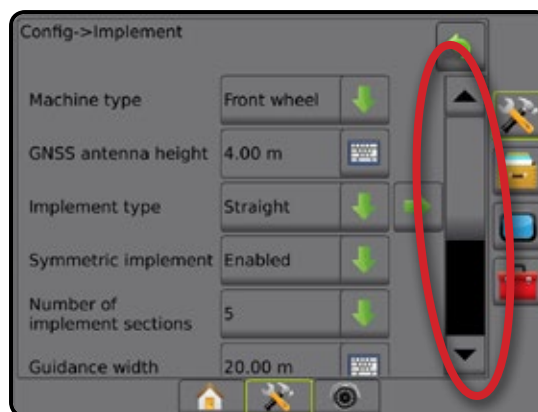 Config->Implement
Machine type Front wheel
GNSS antenna height 4.00 m
Implement type Straight
Symmetric implement Enabled
Number of
implement sections 5
Guidance width 20.00 m